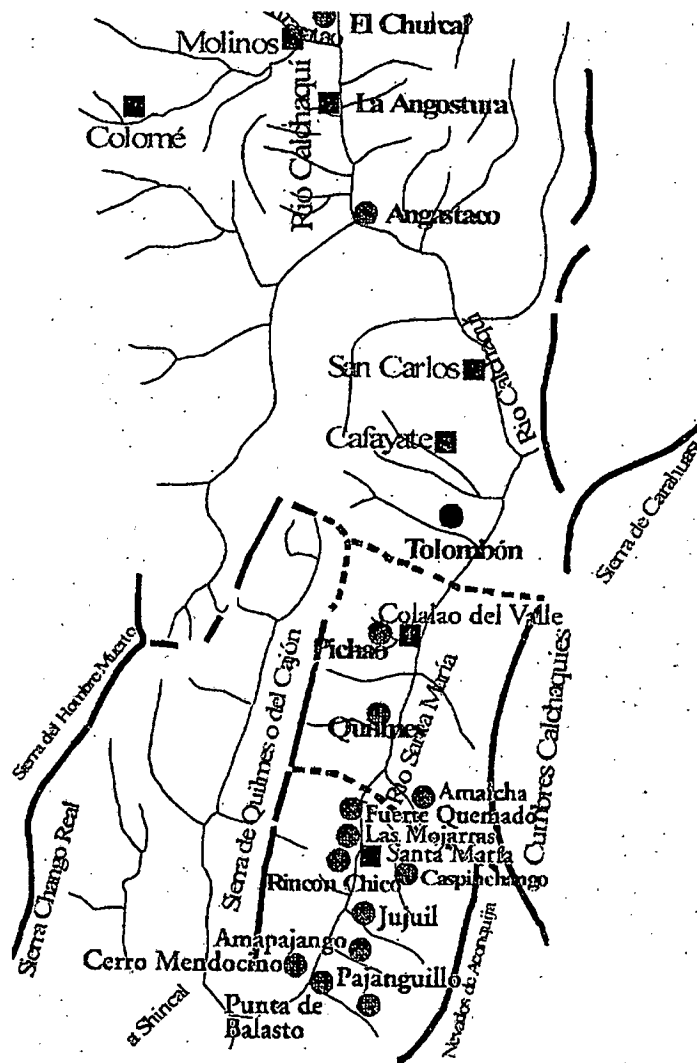 El Churcal
Molinos
La Angostura
Colomé
Río Calchaquí
Angastaco
San Carlos
Río Calchaquí
Cafayate
Sierra de Carahuasi
Tolombón
Colalao del Valle
Pichao
Sierra del Hombre Muerto
Sierra de Quilmes o del Cajón
Quilmes
Río Santa María
Cumbres Calchaquies
Amaicha
Fuerte Quemado
Las Mojarras
Santa María
Rincón Chico
Caspinchango
Sierra Chango Real
Jujuil
Amapajango
Cerro Mendocino
Pajanguillo
Nevados de Aconquija
a Shincal
Punta de
Balasto